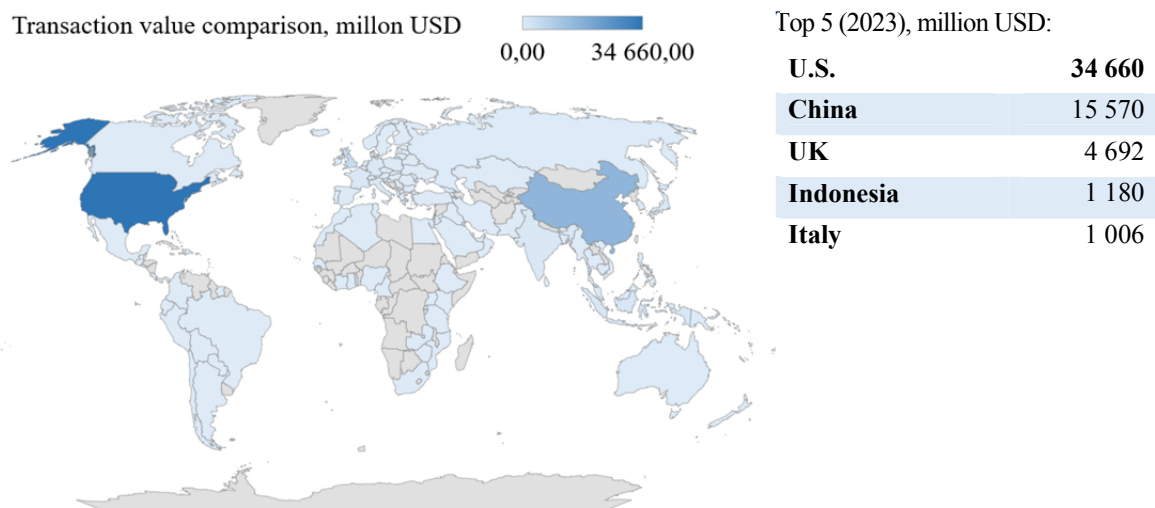 Transaction value comparison, millon USD
0,00 34 660,00
Top 5 (2023), million USD:
U.S. 34 660
China 15 570
UK 4 692
Indonesia 1 180
Italy 1 006